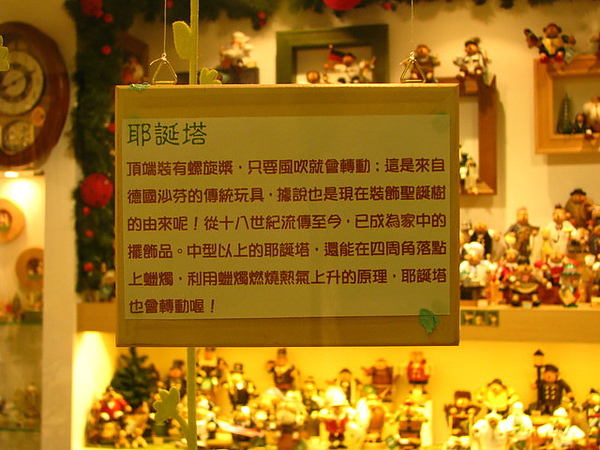 耶誕塔
頂端裝有螺旋槳，只要風吹就會轉動；這是來自
德國沙芬的傳統玩具，據說也是現在裝飾聖誕樹
的由來呢！從十八世紀流傳至今，已成為家中的
擺飾品。中型以上的耶誕塔，還能在四周角落點
上蠟燭，利用蠟燭燃燒熱氣上升的原理，耶誕塔
也會轉動喔！